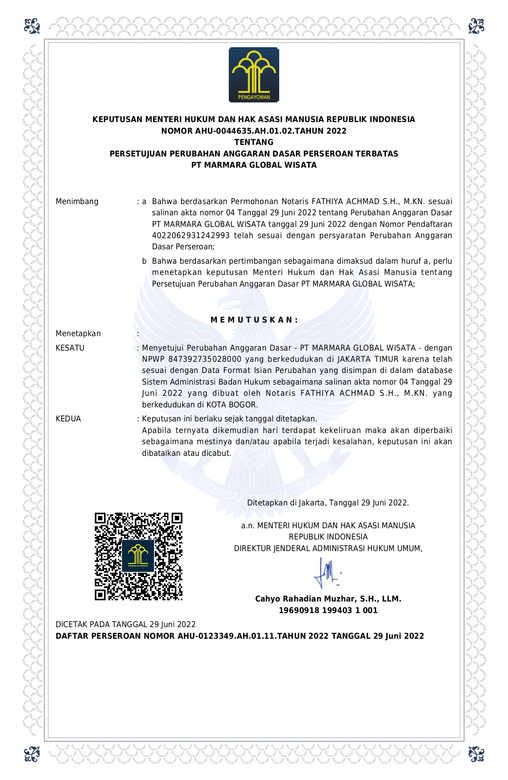 PENGAYOMAN
KEPUTUSAN MENTERI HUKUM DAN HAK ASASI MANUSIA REPUBLIK INDONESIA
NOMOR AHU-0044635.AH.01.02.TAHUN 2022
TENTANG
PERSETUJUAN PERUBAHAN ANGGARAN DASAR PERSEROAN TERBATAS
PT MARMARA GLOBAL WISATA
Menimbang : a Bahwa berdasarkan Permohonan Notaris FATHIYA ACHMAD S.H., M.KN. sesuai
salinan akta nomor 04 Tanggal 29 Juni 2022 tentang Perubahan Anggaran Dasar
PT MARMARA GLOBAL WISATA tanggal 29 Juni 2022 dengan Nomor Pendaftaran
4022062931242993 telah sesuai dengan persyaratan Perubahan Anggaran
Dasar Perseroan;
b Bahwa berdasarkan pertimbangan sebagaimana dimaksud dalam huruf a, perlu
menetapkan keputusan Menteri Hukum dan Hak Asasi Manusia tentang
Persetujuan Perubahan Anggaran Dasar PT MARMARA GLOBAL WISATA;
M E M U T U S K A N :
Menetapkan :
KESATU : Menyetujui Perubahan Anggaran Dasar - PT MARMARA GLOBAL WISATA - dengan
NPWP 847392735028000 yang berkedudukan di JAKARTA TIMUR karena telah
sesuai dengan Data Format Isian Perubahan yang disimpan di dalam database
Sistem Administrasi Badan Hukum sebagaimana salinan akta nomor 04 Tanggal 29
Juni 2022 yang dibuat oleh Notaris FATHIYA ACHMAD S.H., M.KN. yang
berkedudukan di KOTA BOGOR.
KEDUA : Keputusan ini berlaku sejak tanggal ditetapkan.
Apabila ternyata dikemudian hari terdapat kekeliruan maka akan diperbaiki
sebagaimana mestinya dan/atau apabila terjadi kesalahan, keputusan ini akan
dibatalkan atau dicabut.
Ditetapkan di Jakarta, Tanggal 29 Juni 2022.
a.n. MENTERI HUKUM DAN HAK ASASI MANUSIA
REPUBLIK INDONESIA
DIREKTUR JENDERAL ADMINISTRASI HUKUM UMUM,
Cahyo Rahadian Muzhar, S.H., LLM.
19690918 199403 1 001
DICETAK PADA TANGGAL 29 Juni 2022
DAFTAR PERSEROAN NOMOR AHU-0123349.AH.01.11.TAHUN 2022 TANGGAL 29 Juni 2022